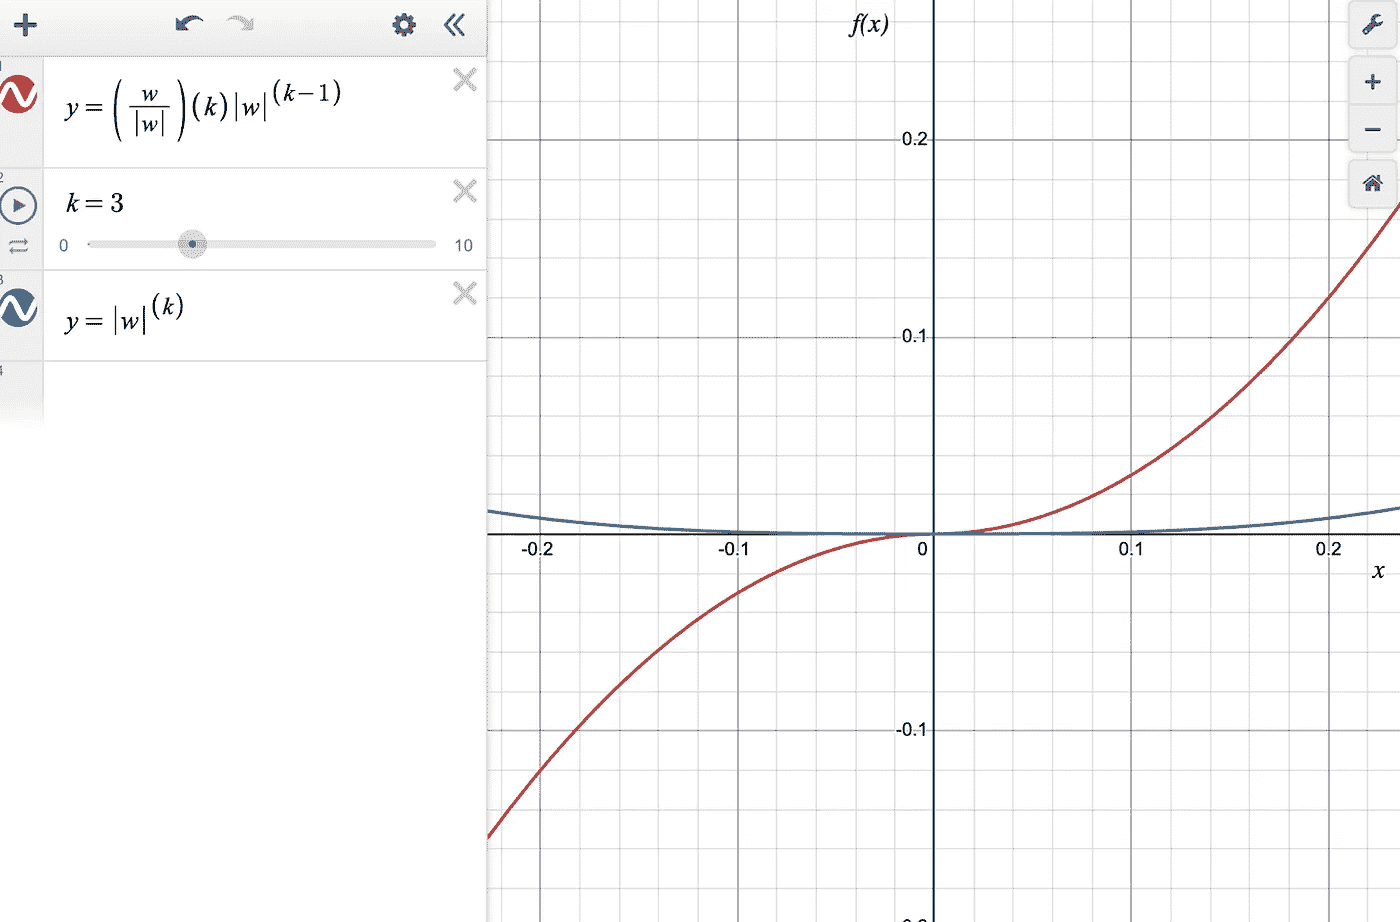 y = (w/|w|)(k)|w|^(k−1)
2
k = 3
0
10
y = |w|^(k)
f(x)
0.2
0.1
-0.2
-0.1
0
0.1
0.2
x
-0.1